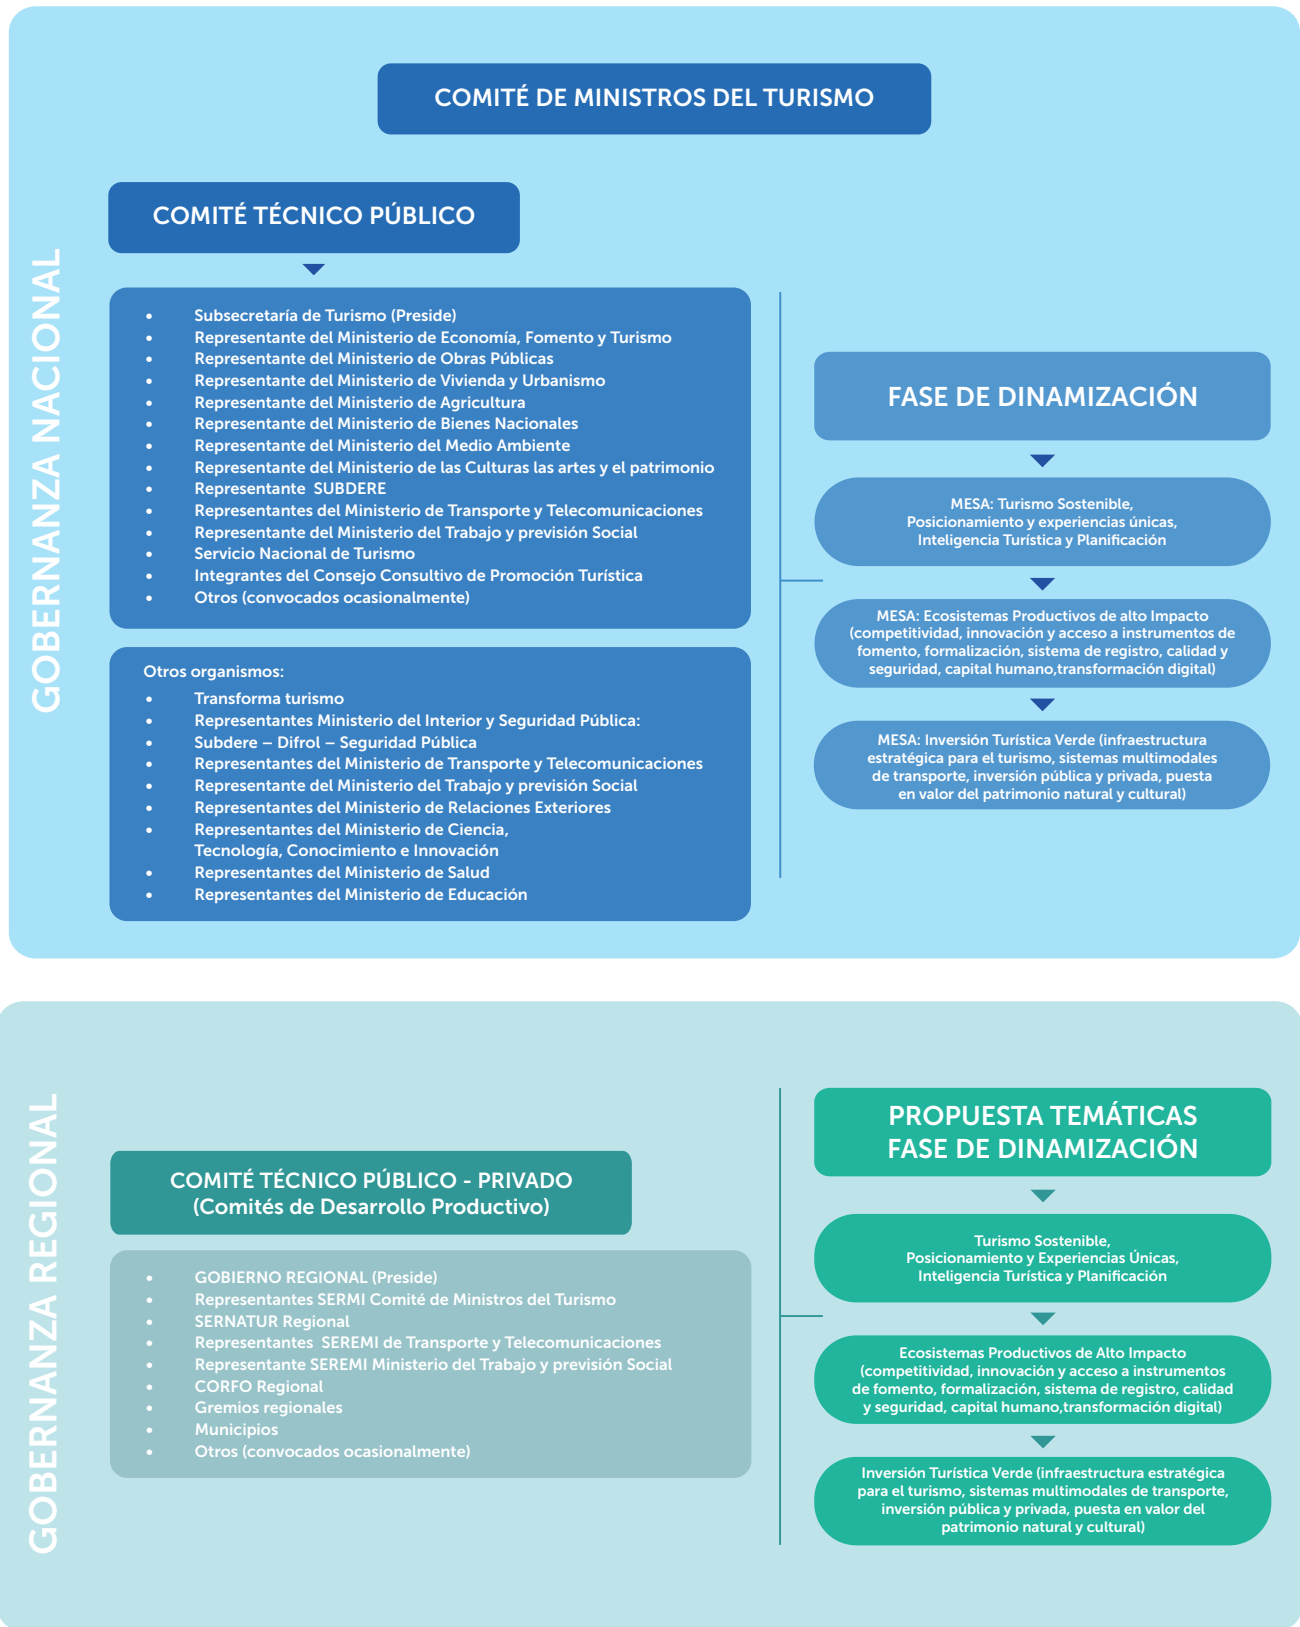 COMITÉ DE MINISTROS DEL TURISMO
GOBERNANZA NACIONAL
COMITÉ TÉCNICO PÚBLICO
• Subsecretaría de Turismo (Preside)
• Representante del Ministerio de Economía, Fomento y Turismo
• Representante del Ministerio de Obras Públicas
• Representante del Ministerio de Vivienda y Urbanismo
• Representante del Ministerio de Agricultura
• Representante del Ministerio de Bienes Nacionales
• Representante del Ministerio del Medio Ambiente
• Representante del Ministerio de las Culturas las artes y el patrimonio
• Representante SUBDERE
• Representantes del Ministerio de Transporte y Telecomunicaciones
• Representante del Ministerio del Trabajo y previsión Social
• Servicio Nacional de Turismo
• Integrantes del Consejo Consultivo de Promoción Turística
• Otros (convocados ocasionalmente)
Otros organismos:
• Transforma turismo
• Representantes Ministerio del Interior y Seguridad Pública:
• Subdere – Difrol – Seguridad Pública
• Representantes del Ministerio de Transporte y Telecomunicaciones
• Representante del Ministerio del Trabajo y previsión Social
• Representantes del Ministerio de Relaciones Exteriores
• Representantes del Ministerio de Ciencia,
Tecnología, Conocimiento e Innovación
• Representantes del Ministerio de Salud
• Representantes del Ministerio de Educación
FASE DE DINAMIZACIÓN
MESA: Turismo Sostenible,
Posicionamiento y experiencias únicas,
Inteligencia Turística y Planificación
MESA: Ecosistemas Productivos de alto Impacto
(competitividad, innovación y acceso a instrumentos de
fomento, formalización, sistema de registro, calidad y
seguridad, capital humano,transformación digital)
MESA: Inversión Turística Verde (infraestructura
estratégica para el turismo, sistemas multimodales
de transporte, inversión pública y privada, puesta
en valor del patrimonio natural y cultural)
GOBERNANZA REGIONAL
COMITÉ TÉCNICO PÚBLICO - PRIVADO
(Comités de Desarrollo Productivo)
• GOBIERNO REGIONAL (Preside)
• Representantes SERMI Comité de Ministros del Turismo
• SERNATUR Regional
• Representantes SEREMI de Transporte y Telecomunicaciones
• Representante SEREMI Ministerio del Trabajo y previsión Social
• CORFO Regional
• Gremios regionales
• Municipios
• Otros (convocados ocasionalmente)
PROPUESTA TEMÁTICAS
FASE DE DINAMIZACIÓN
Turismo Sostenible,
Posicionamiento y Experiencias Únicas,
Inteligencia Turística y Planificación
Ecosistemas Productivos de Alto Impacto
(competitividad, innovación y acceso a instrumentos
de fomento, formalización, sistema de registro, calidad
y seguridad, capital humano,transformación digital)
Inversión Turística Verde (infraestructura estratégica
para el turismo, sistemas multimodales de transporte,
inversión pública y privada, puesta en valor del
patrimonio natural y cultural)